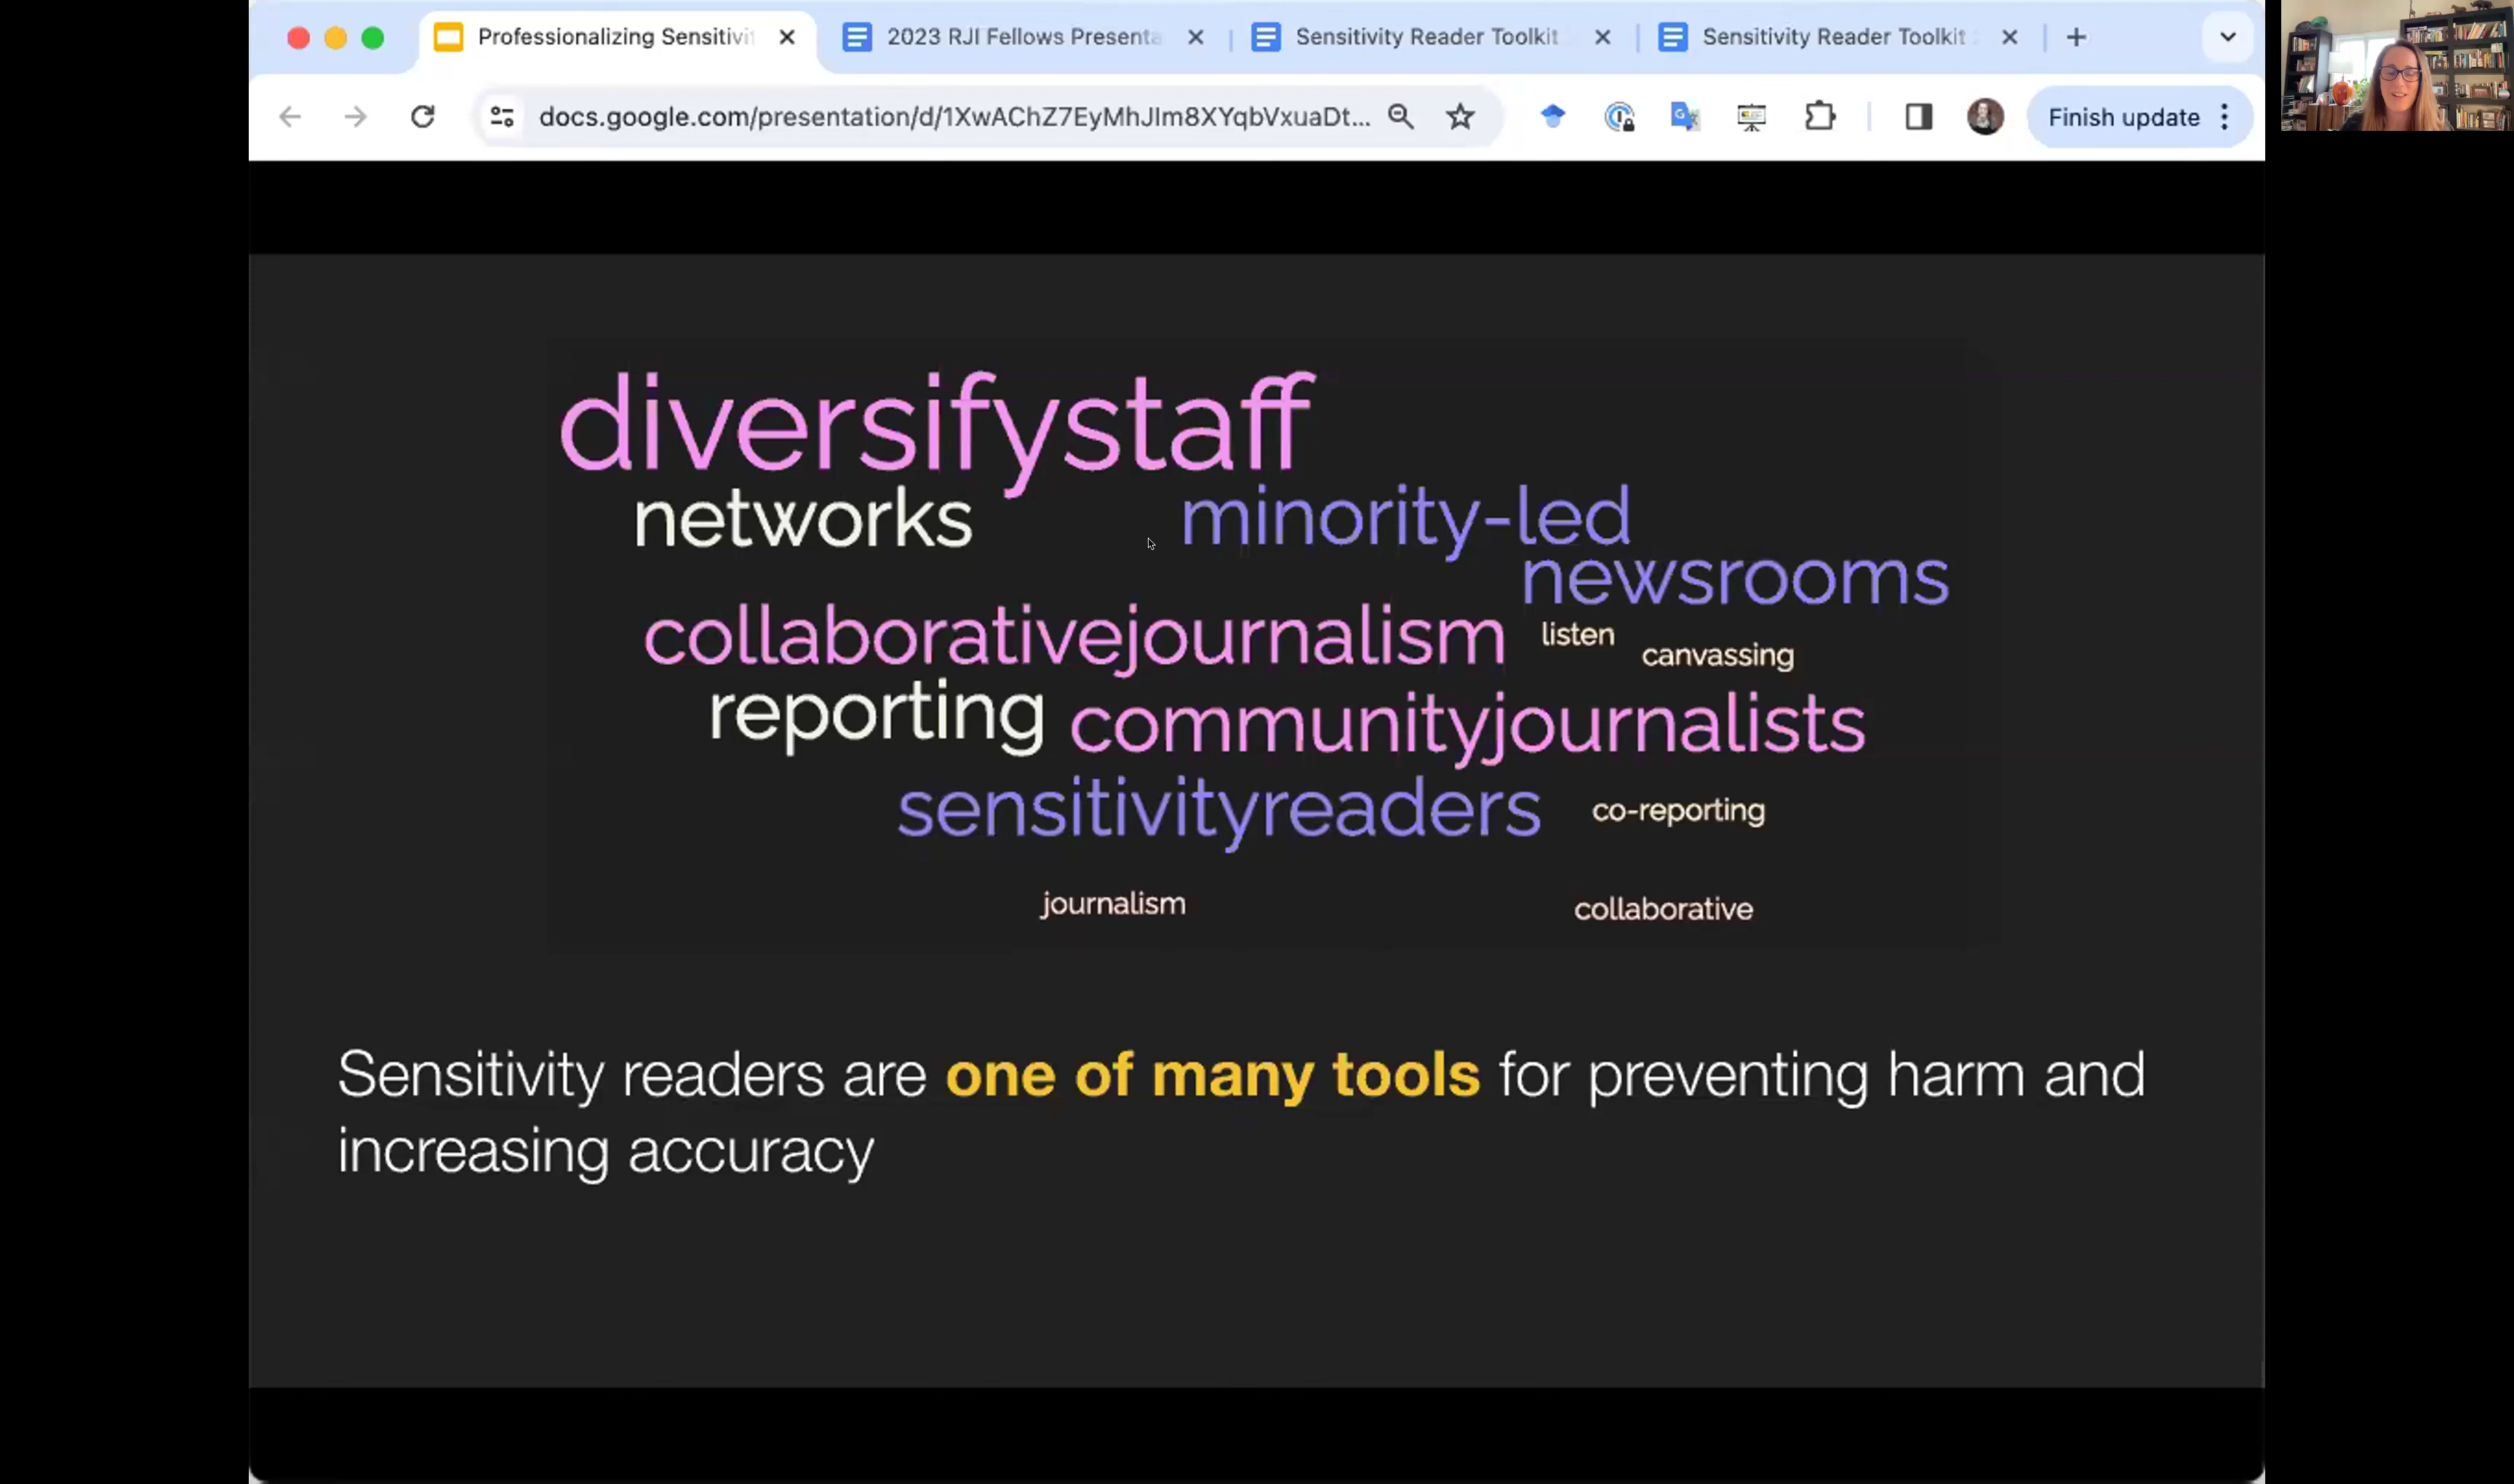 Professionalizing Sensitivi
2023 RJI Fellows Presenta
Sensitivity Reader Toolkit
Sensitivity Reader Toolkit
docs.google.com/presentation/d/1XwAChZ7EyMhJIm8XYqbVxuaDt...
Finish update
diversifystaff
networks
minority-led
newsrooms
collaborativejournalism
listen
canvassing
reporting
communityjournalists
sensitivityreaders
co-reporting
journalism
collaborative
Sensitivity readers are one of many tools for preventing harm and
increasing accuracy